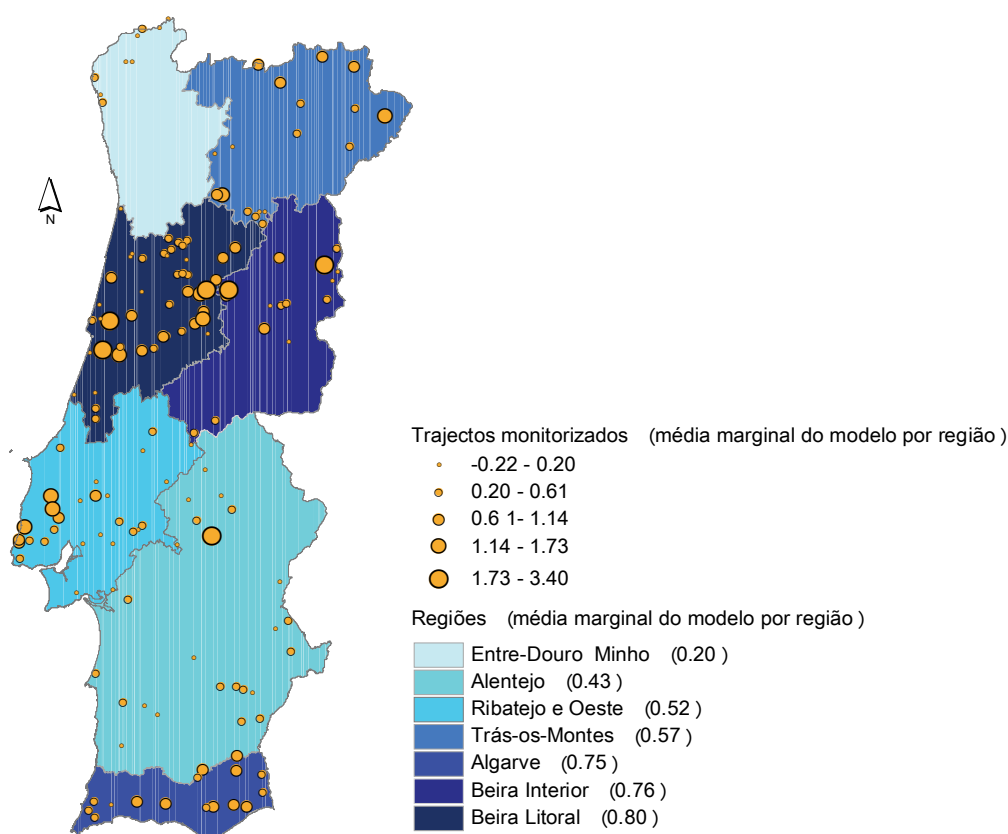 N
Trajectos monitorizados (média marginal do modelo por região )
-0.22 - 0.20
0.20 - 0.61
0.6 1- 1.14
1.14 - 1.73
1.73 - 3.40
Regiões (média marginal do modelo por região )
Entre-Douro Minho (0.20 )
Alentejo (0.43 )
Ribatejo e Oeste (0.52 )
Trás-os-Montes (0.57 )
Algarve (0.75 )
Beira Interior (0.76 )
Beira Litoral (0.80 )